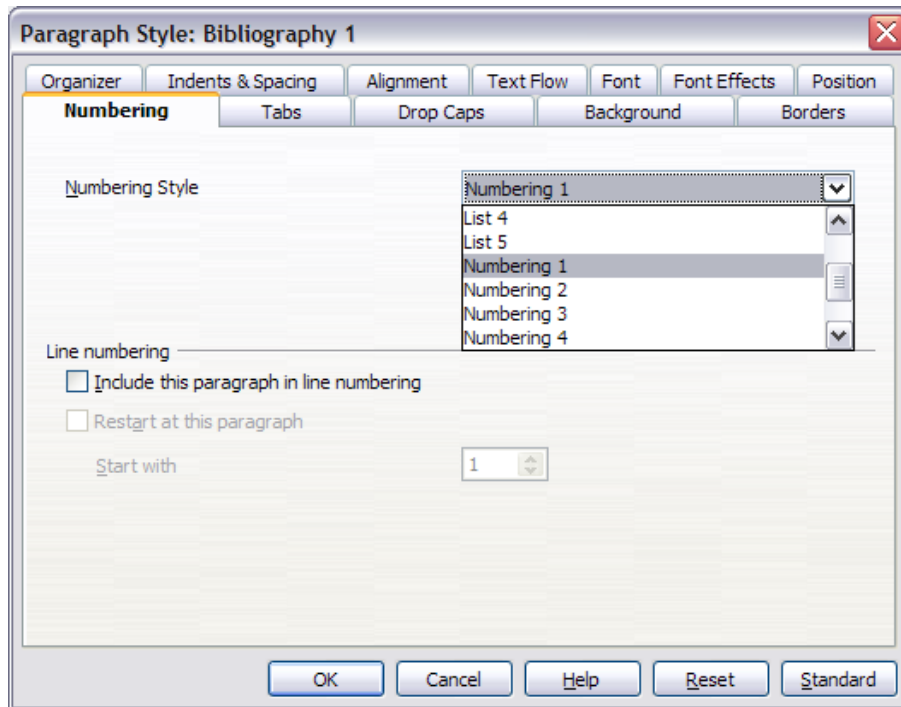 Paragraph Style: Bibliography 1
Organizer Indents & Spacing Alignment Text Flow Font Font Effects Position
Numbering Tabs Drop Caps Background Borders
Numbering Style Numbering 1
List 4
List 5
Numbering 1
Numbering 2
Numbering 3
Numbering 4
Line numbering
Include this paragraph in line numbering
Restart at this paragraph
Start with 1
OK Cancel Help Reset Standard